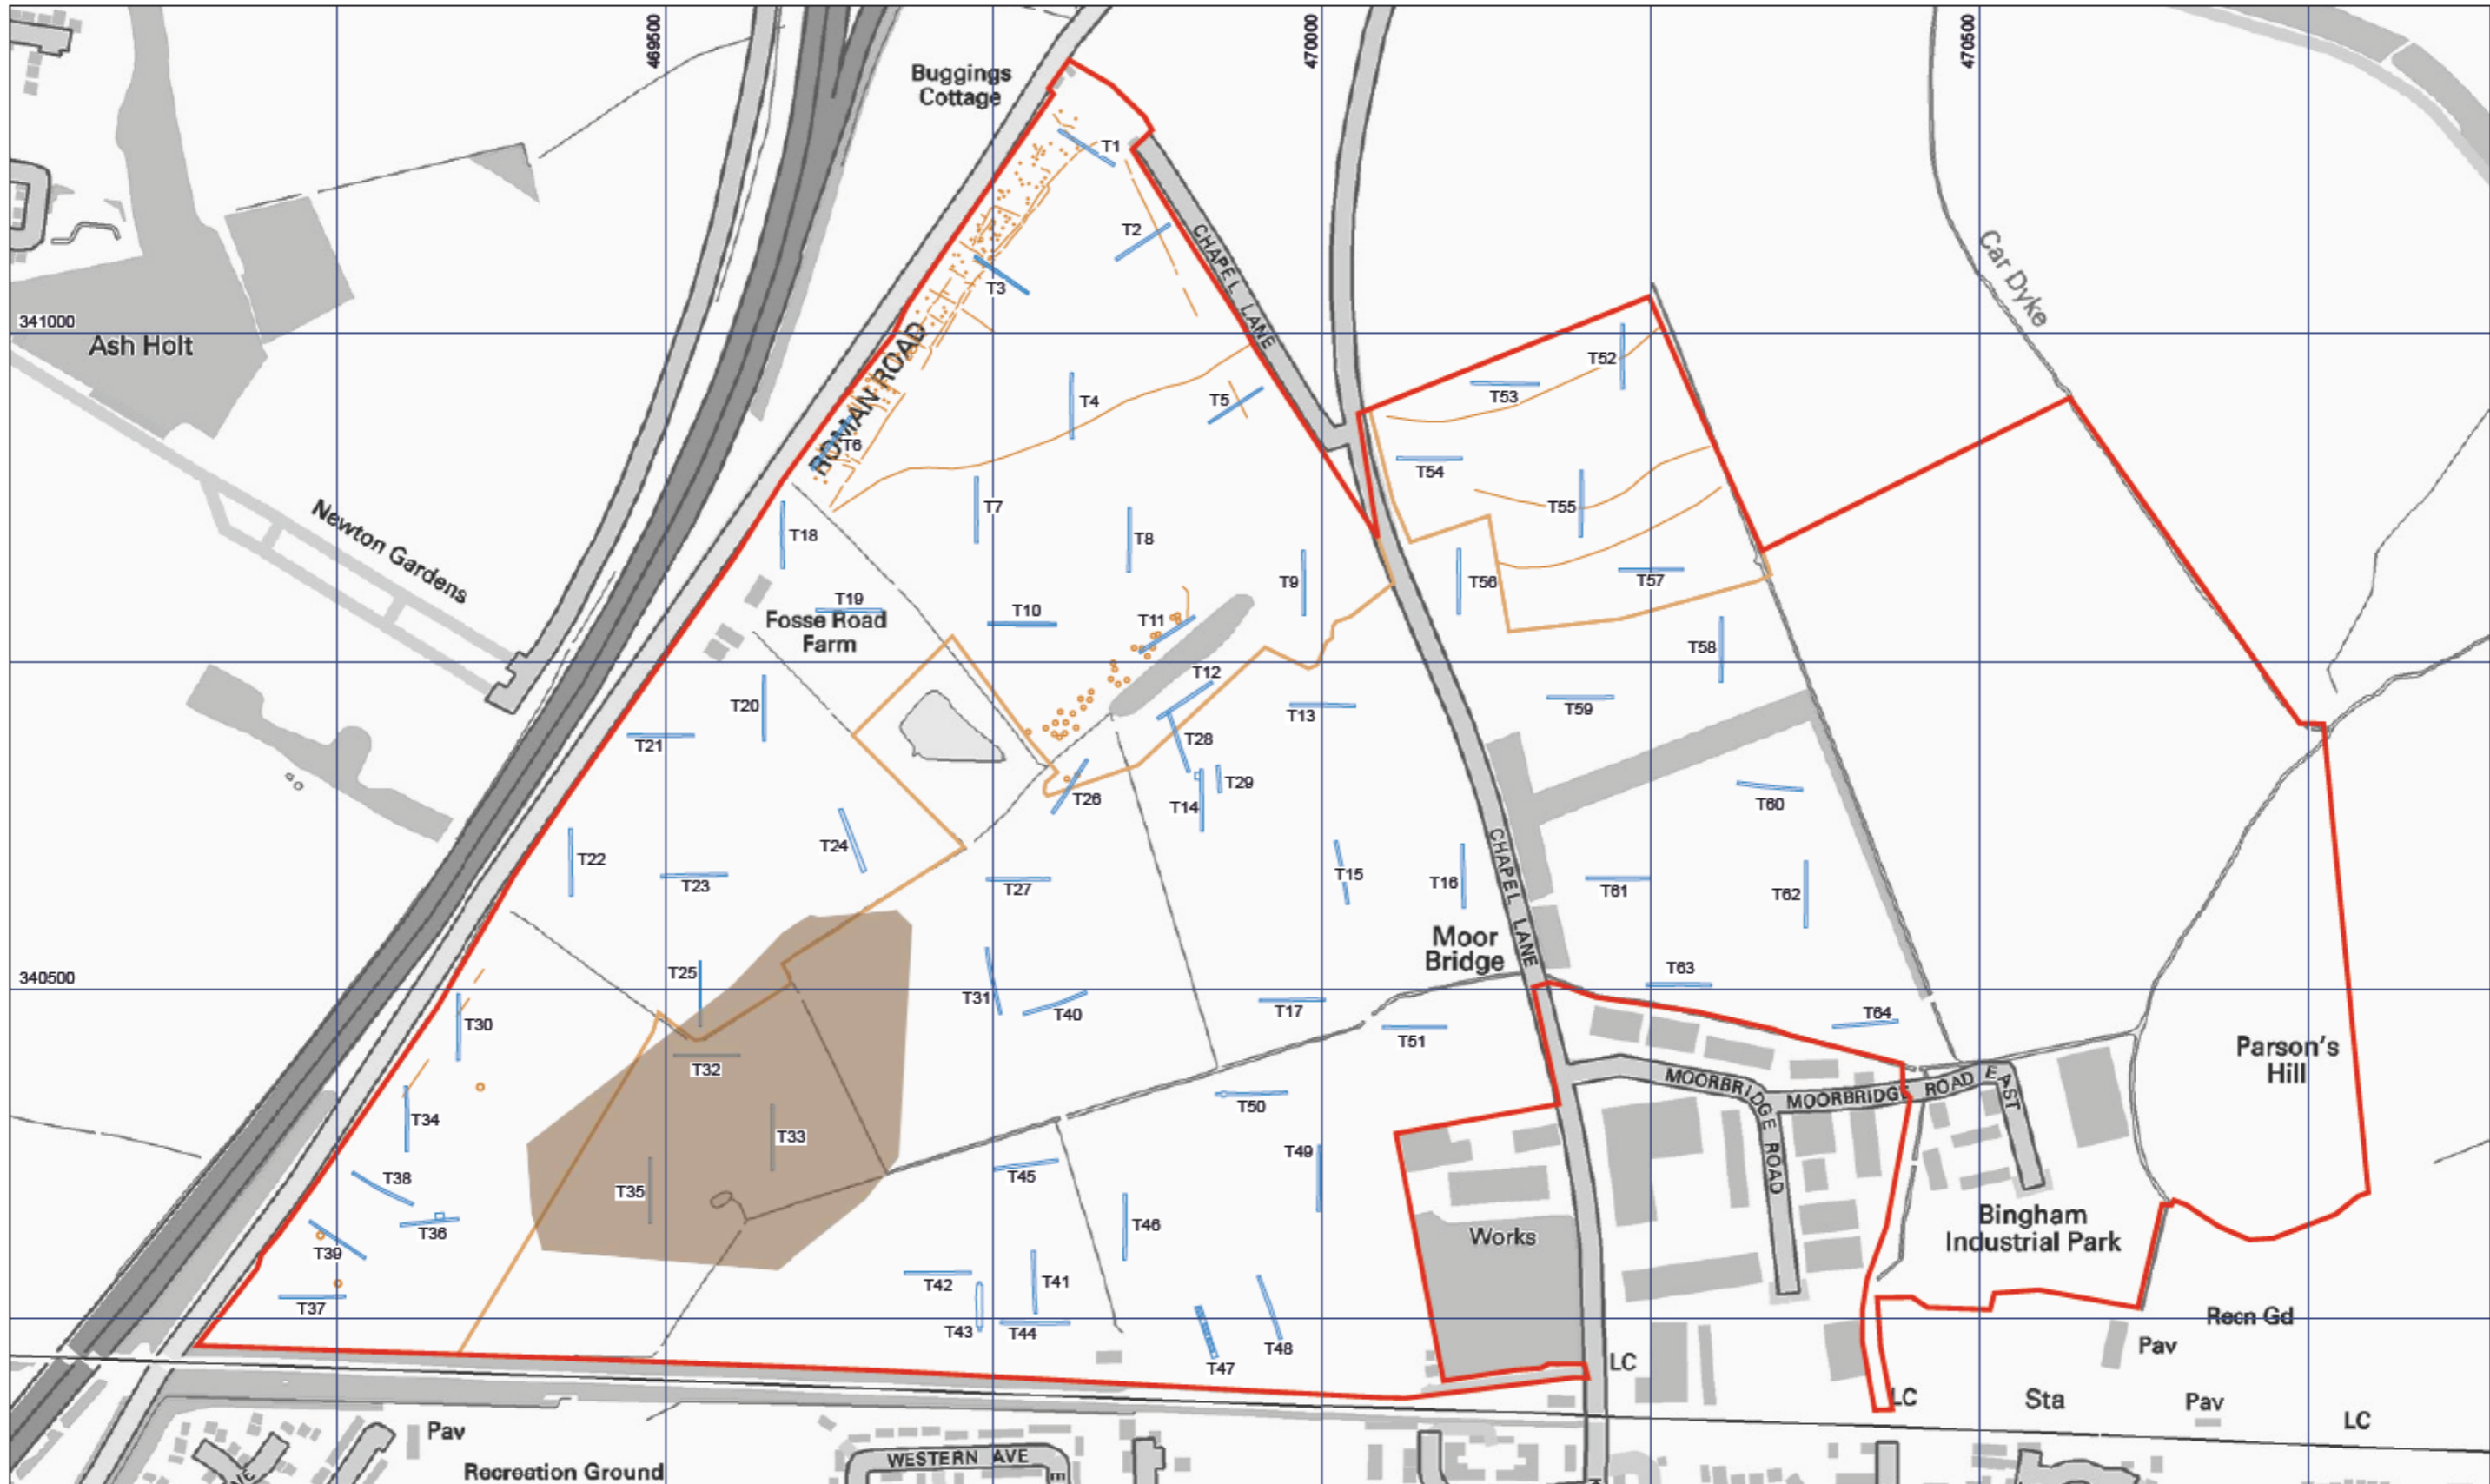 469500
470000
470500
Buggings
Cottage
T1
T2
CHAPEL LANE
Car Dyke
T3
341000
Ash Holt
ROMAN ROAD
T52
T53
T4
T5
T6
T54
T7
T55
Newton Gardens
T18
T8
T9
T56
T57
T19
T10
Fosse Road
Farm
T11
T58
T12
T20
T13
T59
T21
T28
T29
T26
T14
T60
T24
CHAPEL LANE
T22
T23
T27
T15
T16
T61
T62
Moor
Bridge
T25
T63
340500
T31
T40
T17
T30
T51
T64
Parson's
Hill
T32
MOORBRIDGE ROAD
MOORBRIDGE ROAD EAST
T50
T34
T33
T49
T45
T38
T35
T36
T46
Bingham
Industrial Park
Works
T39
T42
T41
T37
Recn Gd
T43
T44
T48
T47
Pav
LC
LC
Sta
Pav
LC
Pav
WESTERN AVE
Recreation Ground